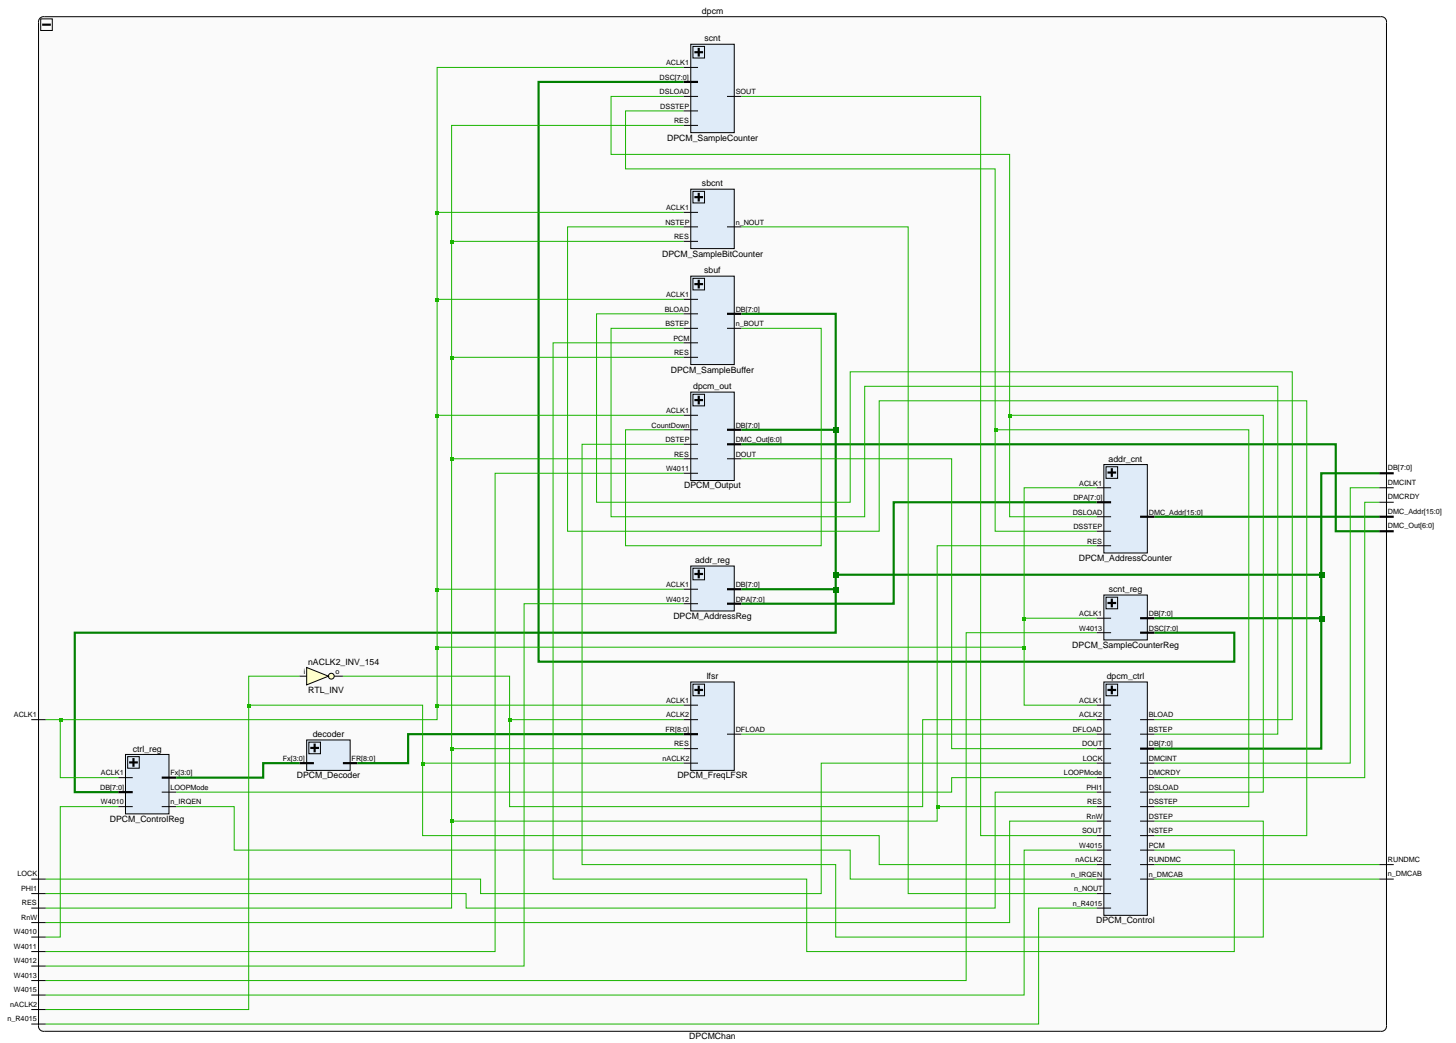 dpcm
scnt
ACLK1
DSC[7:0]
DSLOAD
DSSTEP
RES
SOUT
DPCM_SampleCounter
sbcnt
ACLK1
NSTEP
RES
n_NOUT
DPCM_SampleBitCounter
sbuf
ACLK1
BLOAD
BSTEP
PCM
RES
DB[7:0]
n_BOUT
DPCM_SampleBuffer
dpcm_out
ACLK1
CountDown
DSTEP
RES
W4011
DB[7:0]
DMC_Out[6:0]
DOUT
DPCM_Output
addr_cnt
ACLK1
DPA[7:0]
DSLOAD
DSSTEP
RES
DMC_Addr[15:0]
DPCM_AddressCounter
DB[7:0]
DMCINT
DMCRDY
DMC_Addr[15:0]
DMC_Out[6:0]
addr_reg
ACLK1
W4012
DB[7:0]
DPA[7:0]
DPCM_AddressReg
scnt_reg
ACLK1
W4013
DB[7:0]
DSC[7:0]
DPCM_SampleCounterReg
nACLK2_INV_154
i
o
RTL_INV
lfsr
ACLK1
ACLK2
FR[8:0]
RES
nACLK2
DFLOAD
DPCM_FreqLFSR
decoder
Fx[3:0]
FR[8:0]
DPCM_Decoder
ctrl_reg
ACLK1
DB[7:0]
W4010
Fx[3:0]
LOOPMode
n_IRQEN
DPCM_ControlReg
dpcm_ctrl
ACLK1
ACLK2
DFLOAD
DOUT
LOCK
LOOPMode
PHI1
RES
RnW
SOUT
W4015
nACLK2
n_IRQEN
n_NOUT
n_R4015
BLOAD
BSTEP
DB[7:0]
DMCINT
DMCRDY
DSLOAD
DSSTEP
DSTEP
NSTEP
PCM
RUNDMC
n_DMCAB
DPCM_Control
RUNDMC
n_DMCAB
ACLK1
LOCK
PHI1
RES
RnW
W4010
W4011
W4012
W4013
W4015
nACLK2
n_R4015
DPCMChan